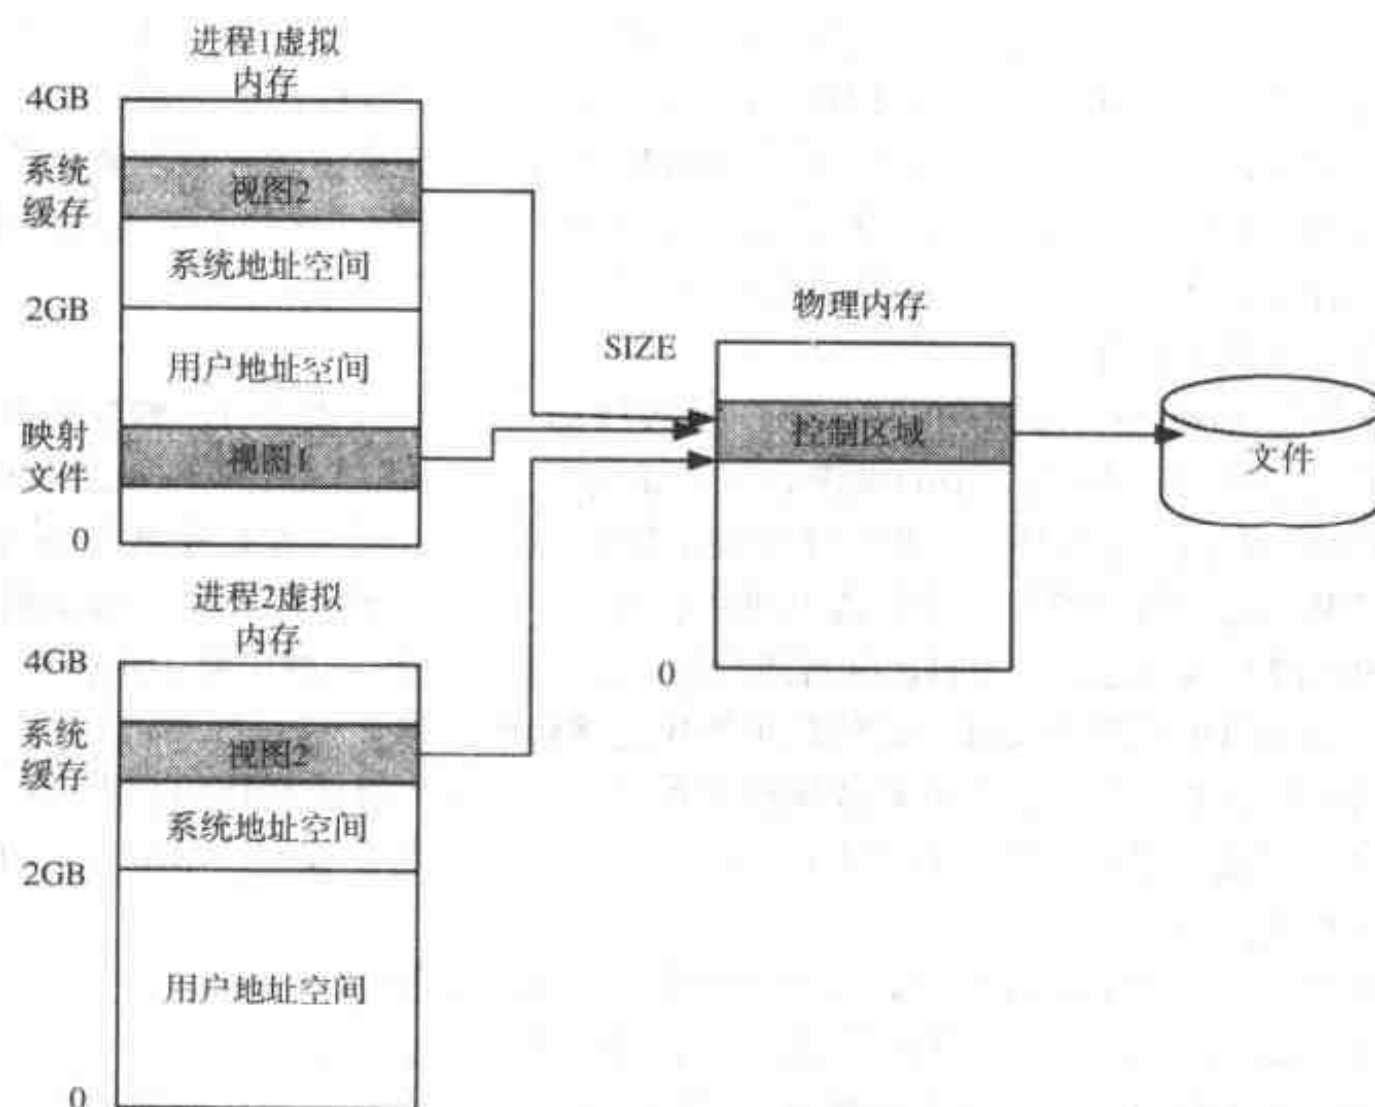 进程1虚拟
内存
4GB
系统
缓存
视图2
系统地址空间
2GB
用户地址空间
映射
文件
视图1
0
进程2虚拟
内存
4GB
系统
缓存
视图2
系统地址空间
2GB
用户地址空间
0
物理内存
SIZE
控制区域
0
文件